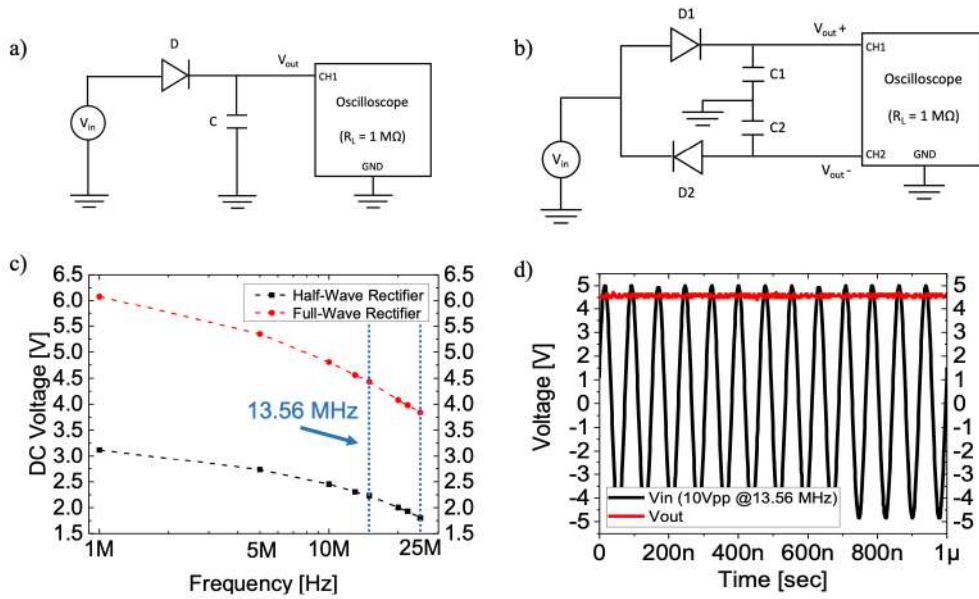 a)
D
Vout
CH1
Oscilloscope
(RL = 1 MΩ)
GND
Vin
C
b)
D1
Vout +
CH1
C1
Oscilloscope
(RL = 1 MΩ)
C2
Vin
CH2
GND
D2
Vout -
c)
6.5
6.0
5.5
5.0
4.5
4.0
3.5
3.0
2.5
2.0
1.5
DC Voltage [V]
Half-Wave Rectifier
Full-Wave Rectifier
13.56 MHz
6.5
6.0
5.5
5.0
4.5
4.0
3.5
3.0
2.5
2.0
1.5
1M
5M
10M
25M
Frequency [Hz]
d)
5
4
3
2
1
0
-1
-2
-3
-4
-5
Voltage [V]
Vin (10Vpp @13.56 MHz)
Vout
5
4
3
2
1
0
-1
-2
-3
-4
-5
0
200n
400n
600n
800n
1µ
Time [sec]